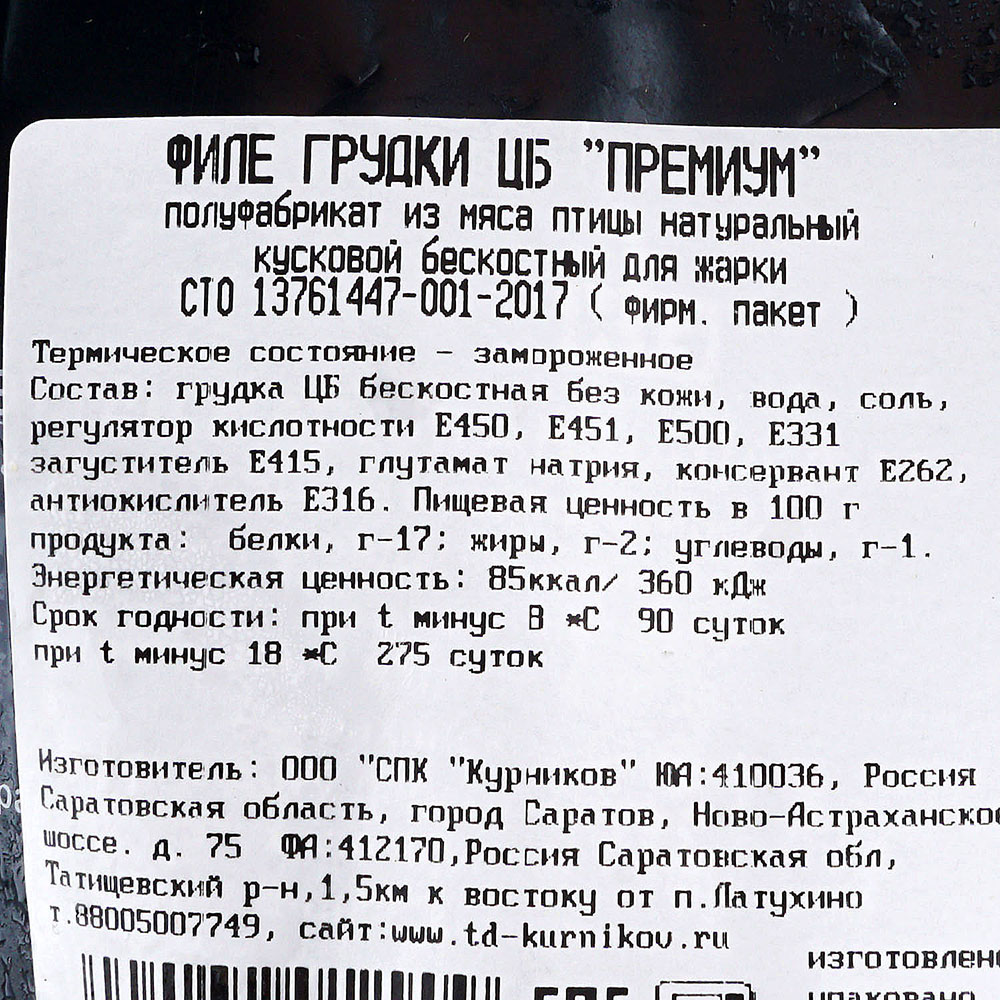 ФИЛЕ ГРУДКИ ЦБ "ПРЕМИУМ"
полуфабрикат из мяса птицы натуральный
кусковой бескостный для жарки
СТО 13761447-001-2017 ( фирм. пакет )
Термическое состояние - замороженное
Состав: грудка ЦБ бескостная без кожи, вода, соль,
регулятор кислотности Е450, Е451, Е500, Е331
загуститель Е415, глутамат натрия, консервант Е262,
антиокислитель Е316. Пищевая ценность в 100 г
продукта: белки, г-17; жиры, г-2; углеводы, г-1.
Энергетическая ценность: 85ккал/ 360 кДж
Срок годности: при t минус 8 *С 90 суток
при t минус 18 *С 275 суток
Изготовитель: ООО "СПК "Курников" ЮА:410036, Россия
Саратовская область, город Саратов, Ново-Астраханское
шоссе. д. 75 ФА:412170,Россия Саратовская обл,
Татищевский р-н,1,5км к востоку от п.Латухино
т.88005007749, сайт:www.td-kurnikov.ru
изготовлен
упаковано